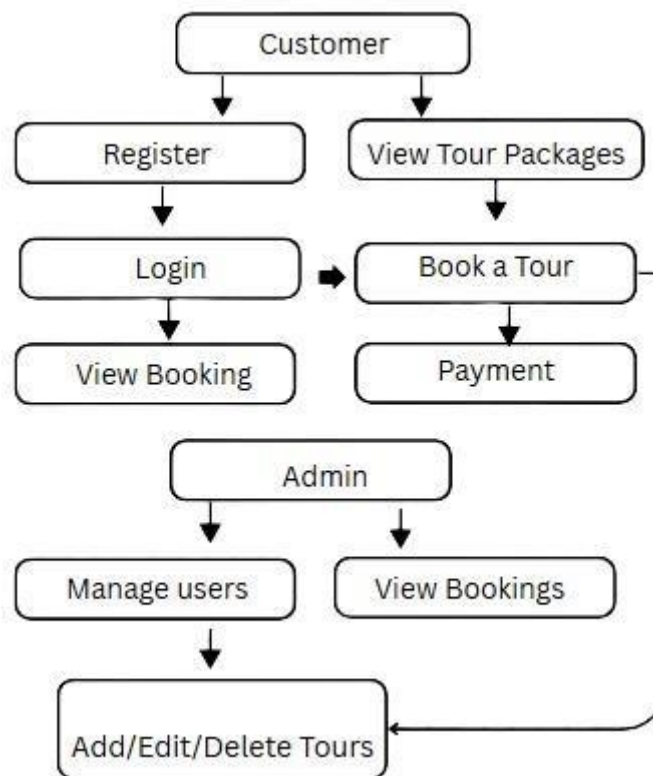 Customer
Register
View Tour Packages
Login
Book a Tour
View Booking
Payment
Admin
Manage users
View Bookings
Add/Edit/Delete Tours